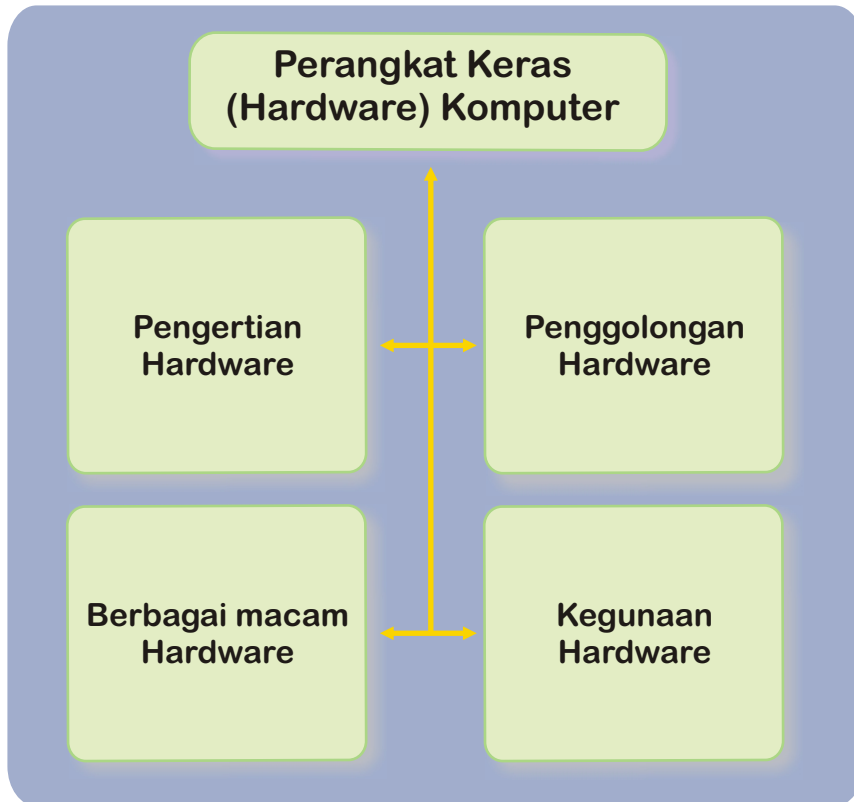 Perangkat Keras
(Hardware) Komputer
Pengertian
Hardware
Penggolongan
Hardware
Berbagai macam
Hardware
Kegunaan
Hardware